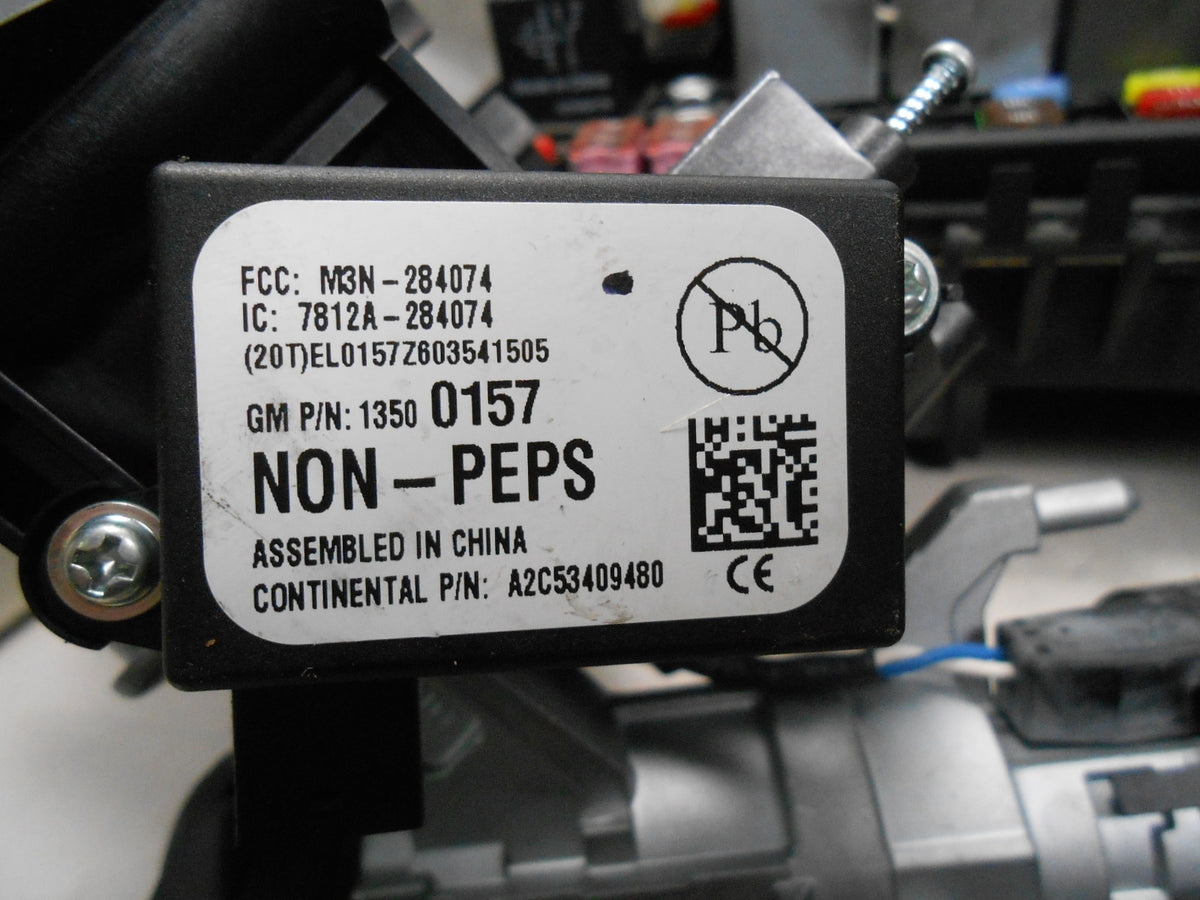 FCC: M3N-284074
IC: 7812A-284074
(20T)EL0157Z603541505
GM P/N: 1350 0157
NON-PEPS
ASSEMBLED IN CHINA
CONTINENTAL P/N: A2C53409480
Pb
CE